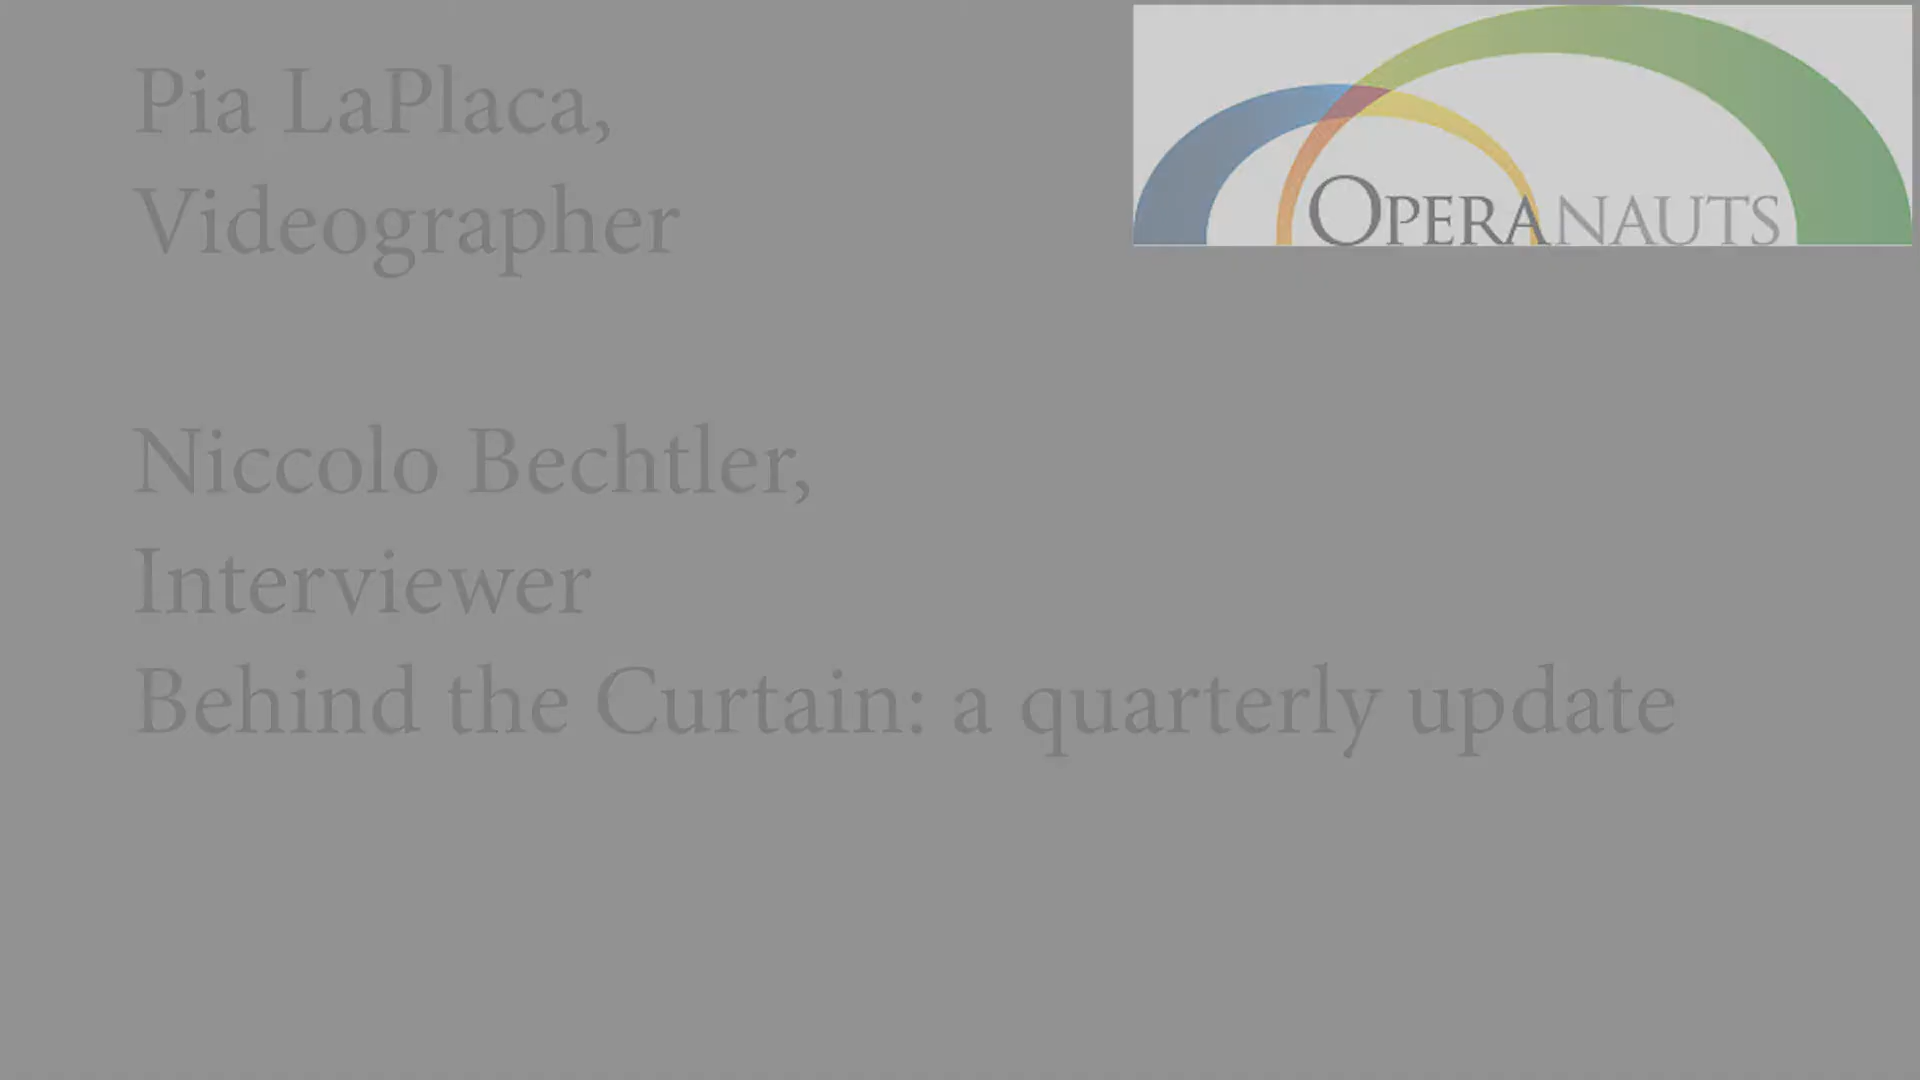 Pia LaPlaca,
Videographer
OPERANAUTS
Niccolo Bechtler,
Interviewer
Behind the Curtain: a quarterly update